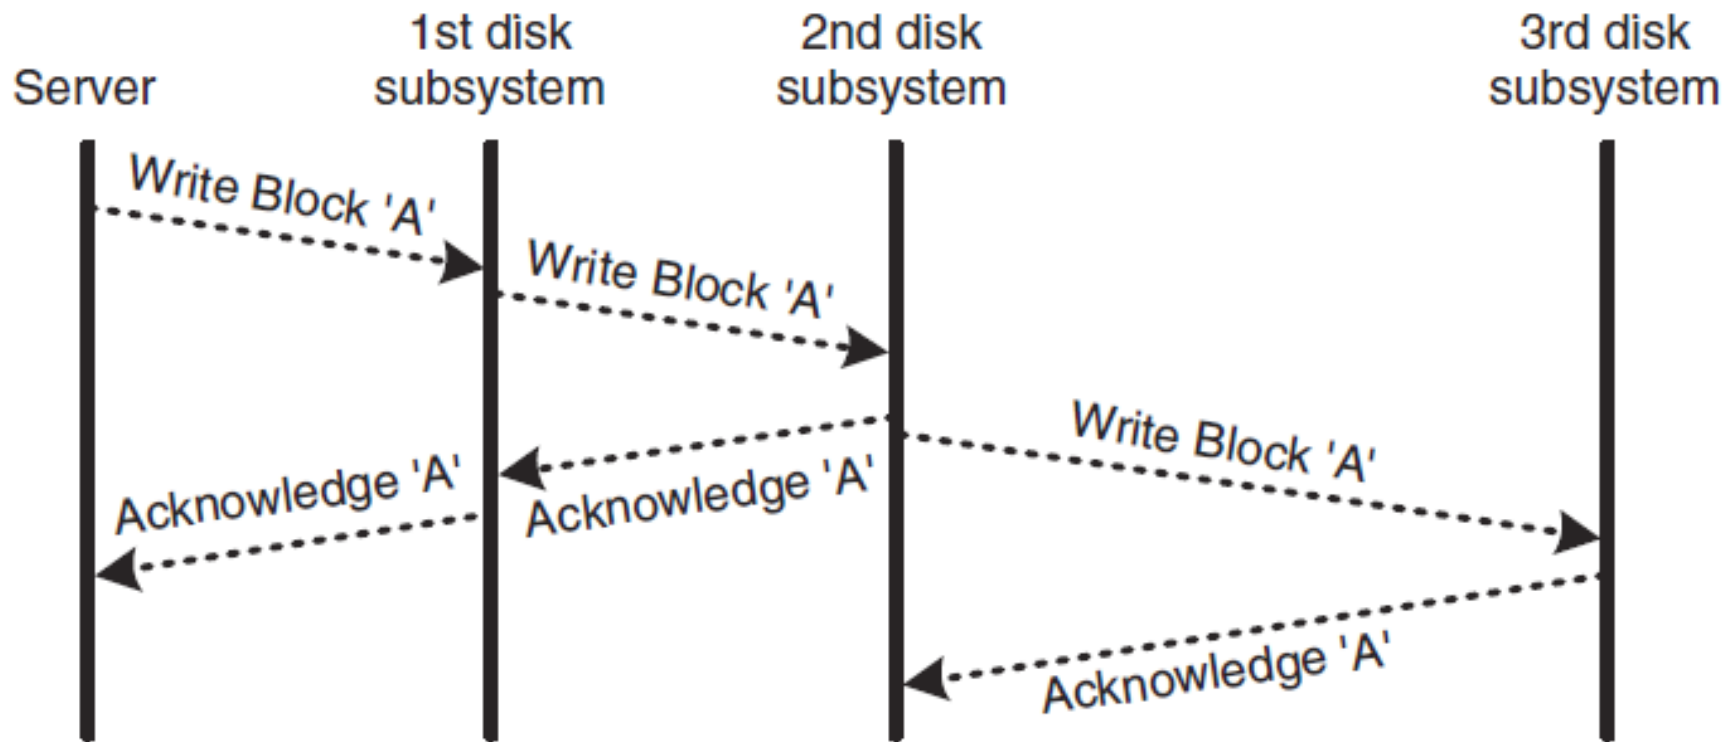 Server
1st disk
subsystem
2nd disk
subsystem
3rd disk
subsystem
Write Block 'A'
Write Block 'A'
Write Block 'A'
Acknowledge 'A'
Acknowledge 'A'
Acknowledge 'A'